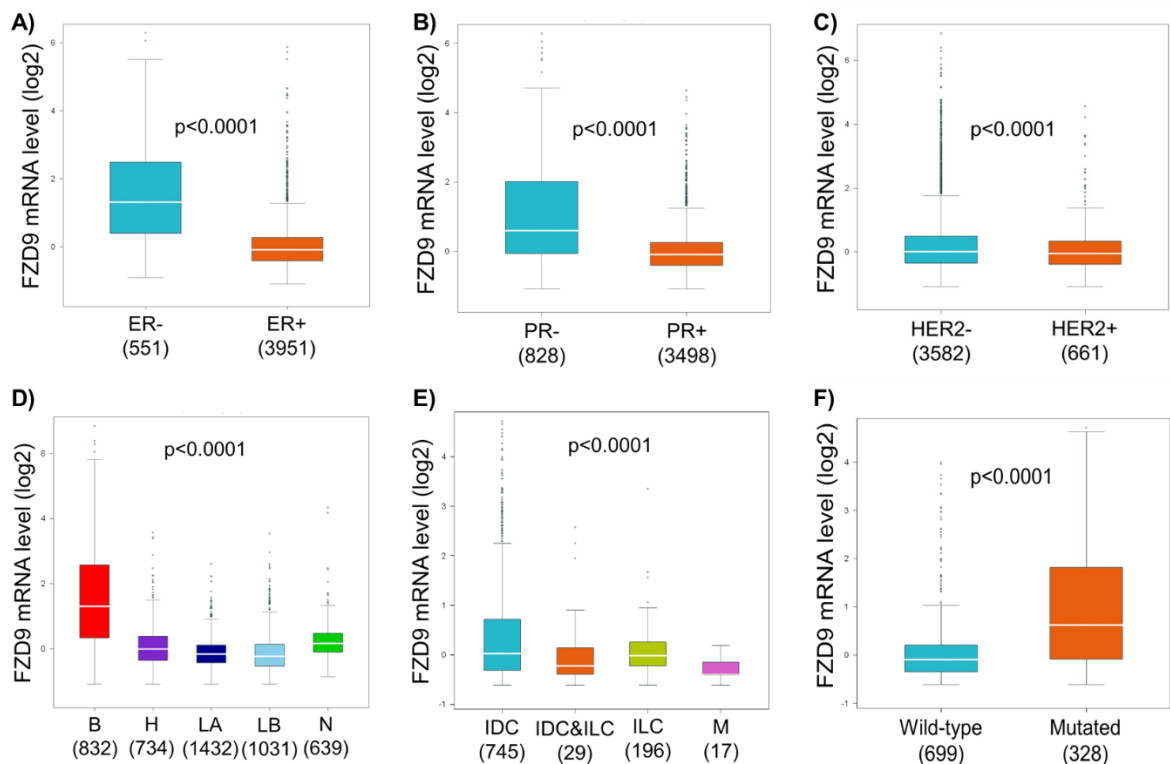 A)
FZD9 mRNA level (log2)
6
4
2
0
p<0.0001
ER-
(551)
ER+
(3951)
B)
FZD9 mRNA level (log2)
6
4
2
0
p<0.0001
PR-
(828)
PR+
(3498)
C)
FZD9 mRNA level (log2)
6
4
2
0
p<0.0001
HER2-
(3582)
HER2+
(661)
D)
FZD9 mRNA level (log2)
6
4
2
0
p<0.0001
B H LA LB N
(832) (734) (1432) (1031) (639)
E)
FZD9 mRNA level (log2)
4
3
2
1
0
-1
p<0.0001
IDC IDC&ILC ILC M
(745) (29) (196) (17)
F)
FZD9 mRNA level (log2)
4
3
2
1
0
-1
p<0.0001
Wild-type Mutated
(699) (328)